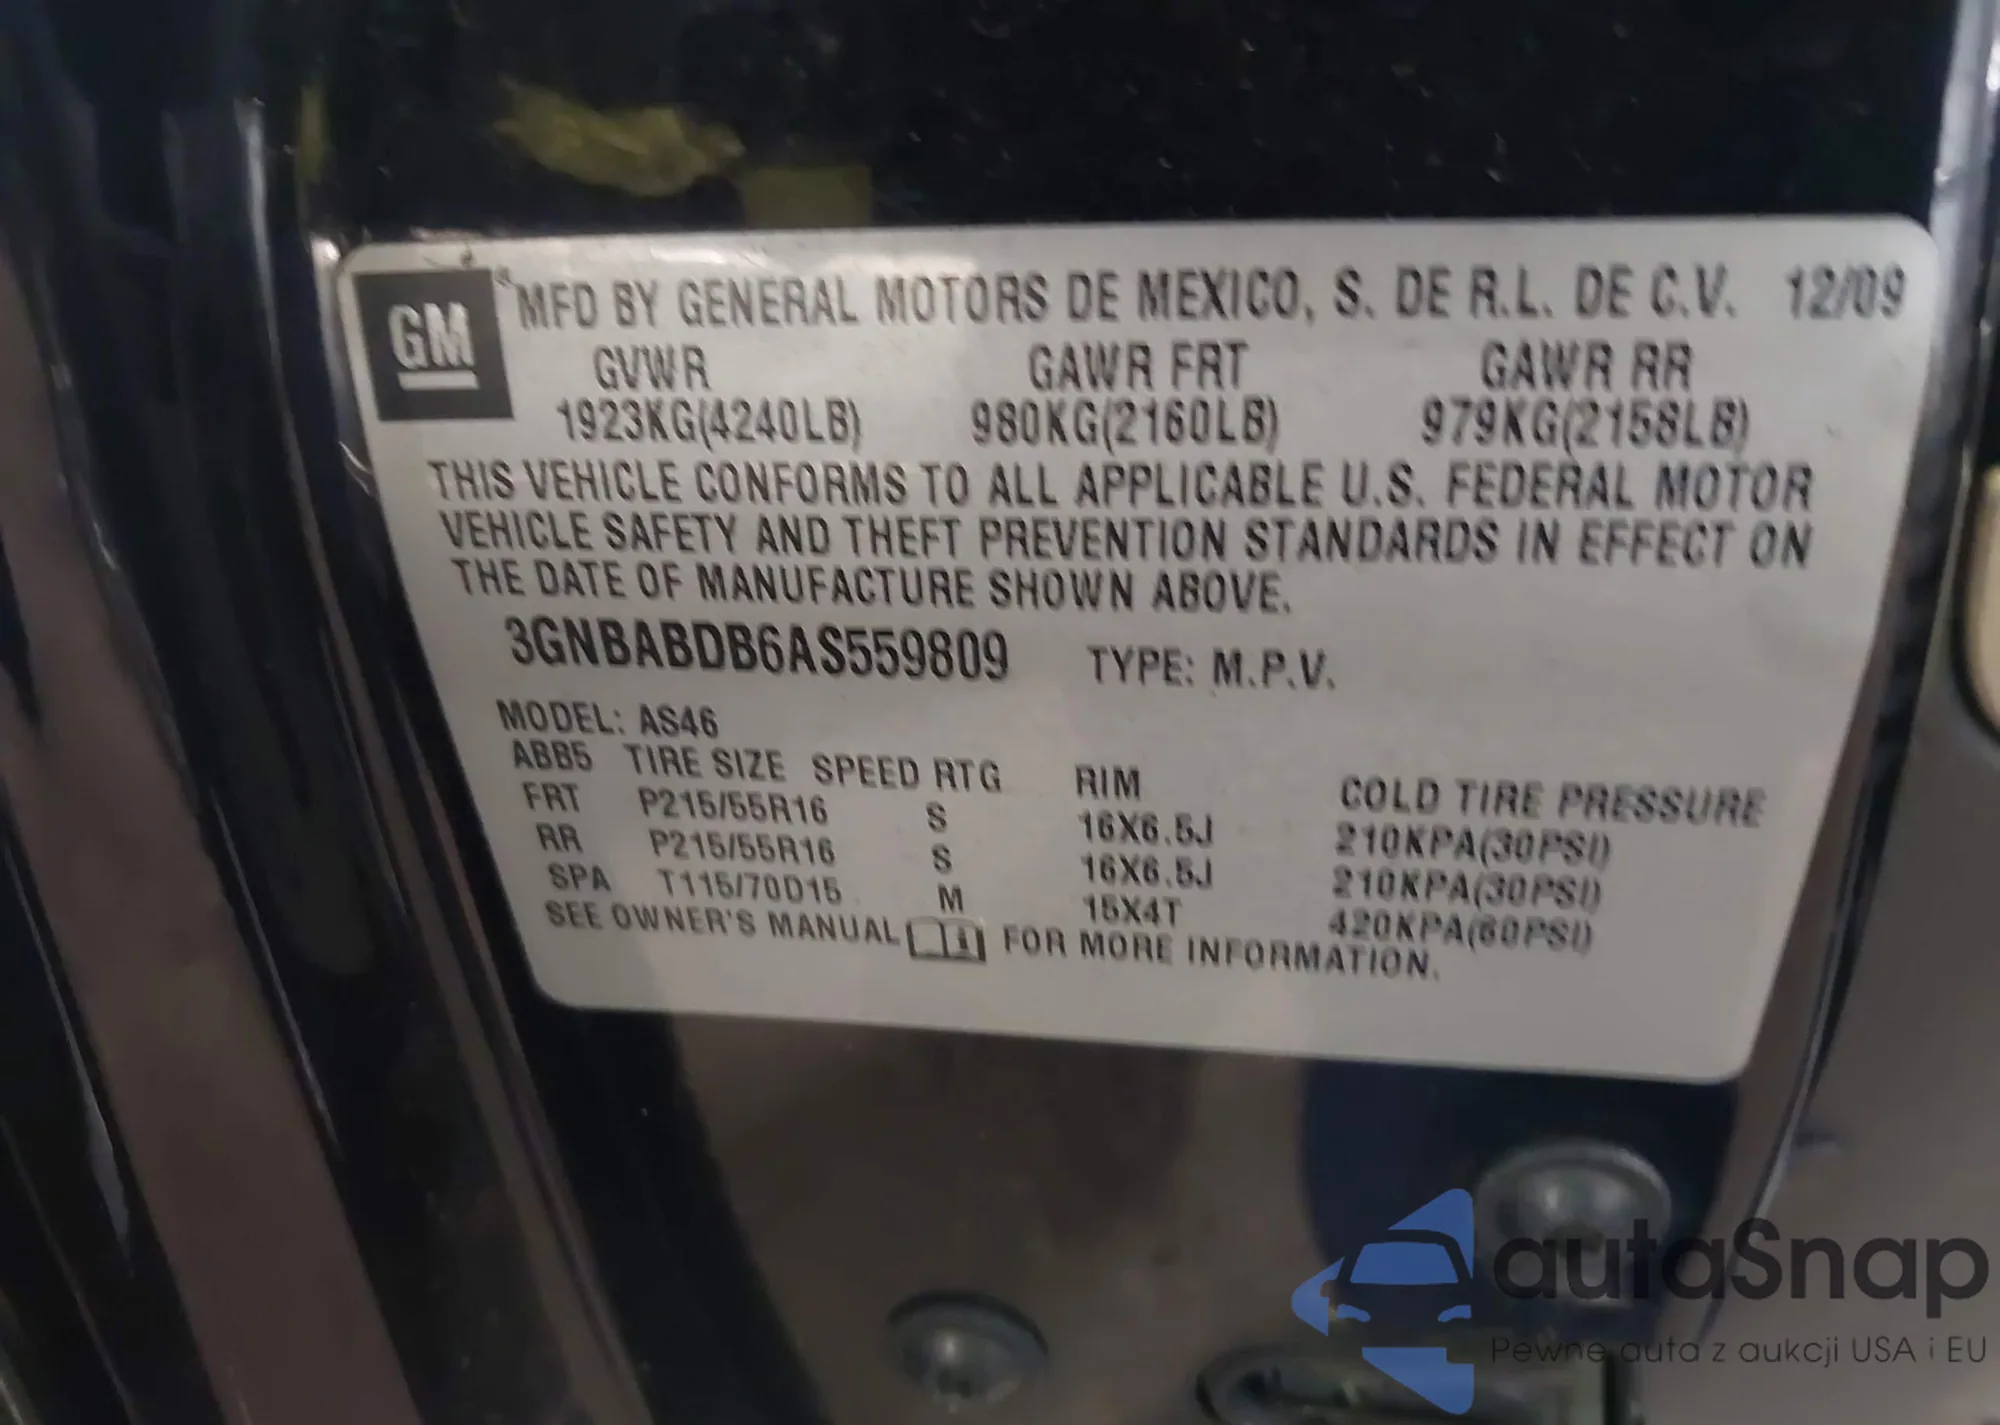 GM
® MFD BY GENERAL MOTORS DE MEXICO, S. DE R.L. DE C.V. 12/09
GVWR GAWR FRT GAWR RR
1923KG(4240LB) 980KG(2160LB) 979KG(2158LB)
THIS VEHICLE CONFORMS TO ALL APPLICABLE U.S. FEDERAL MOTOR
VEHICLE SAFETY AND THEFT PREVENTION STANDARDS IN EFFECT ON
THE DATE OF MANUFACTURE SHOWN ABOVE.
3GNBABDB6AS559809 TYPE: M.P.V.
MODEL: AS46
ABB5 TIRE SIZE SPEED RTG RIM COLD TIRE PRESSURE
FRT P215/55R16 S 16X6.5J 210KPA(30PSI)
RR P215/55R16 S 16X6.5J 210KPA(30PSI)
SPA T115/70D15 M 15X4T 420KPA(60PSI)
SEE OWNER'S MANUAL FOR MORE INFORMATION.
autaSnap
Pewne auta z aukcji USA i EU